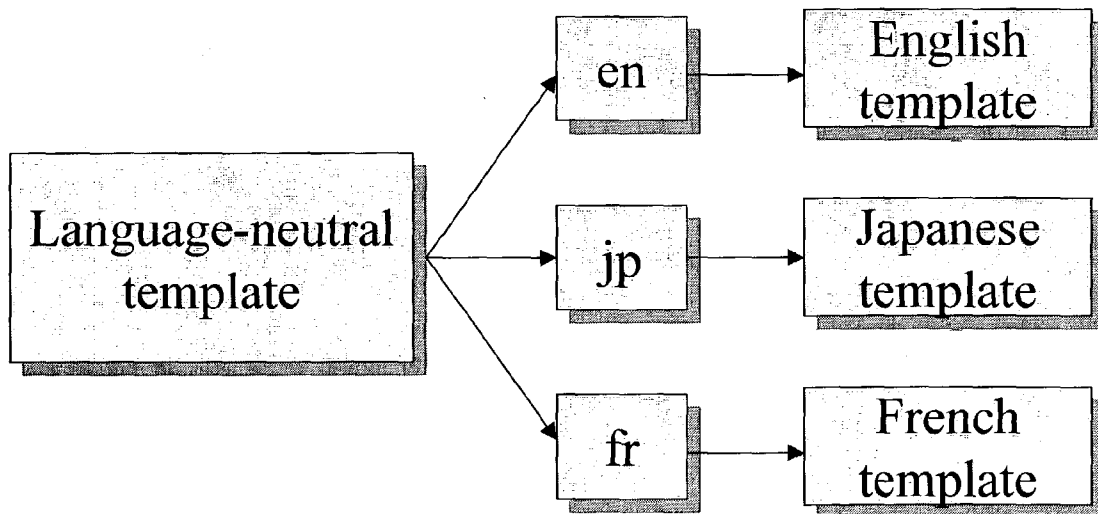 Language-neutral
template
en
English
template
jp
Japanese
template
fr
French
template